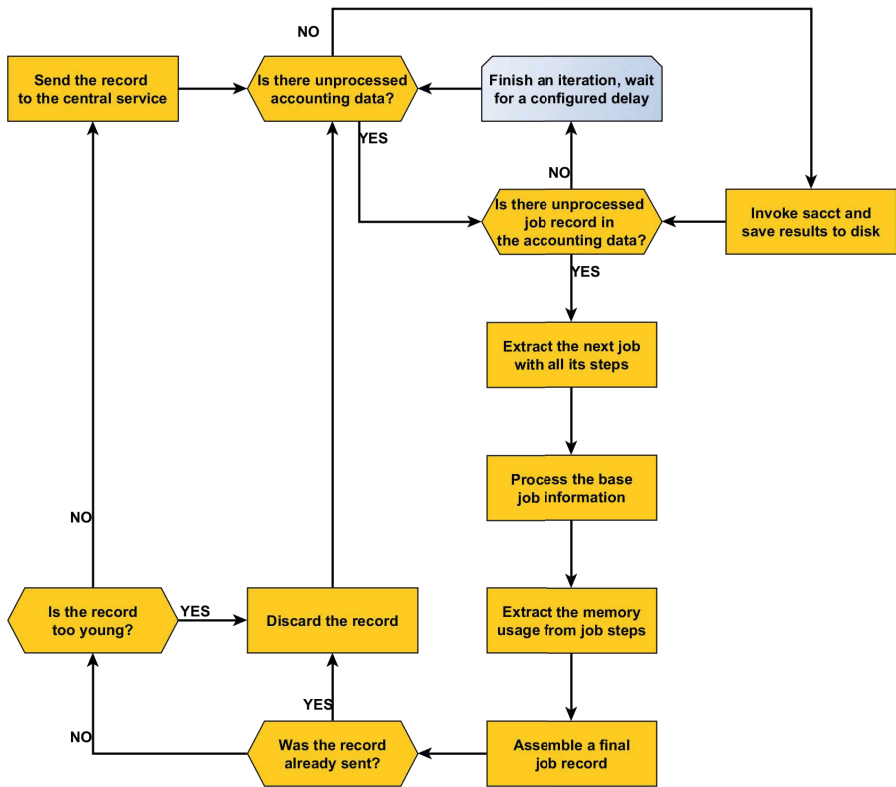 NO
Send the record
to the central service
Is there unprocessed
accounting data?
Finish an iteration, wait
for a configured delay
YES
NO
Is there unprocessed
job record in
the accounting data?
Invoke sacct and
save results to disk
YES
Extract the next job
with all its steps
Process the base
job information
NO
Is the record
too young?
YES
Discard the record
Extract the memory
usage from job steps
YES
NO
Was the record
already sent?
Assemble a final
job record